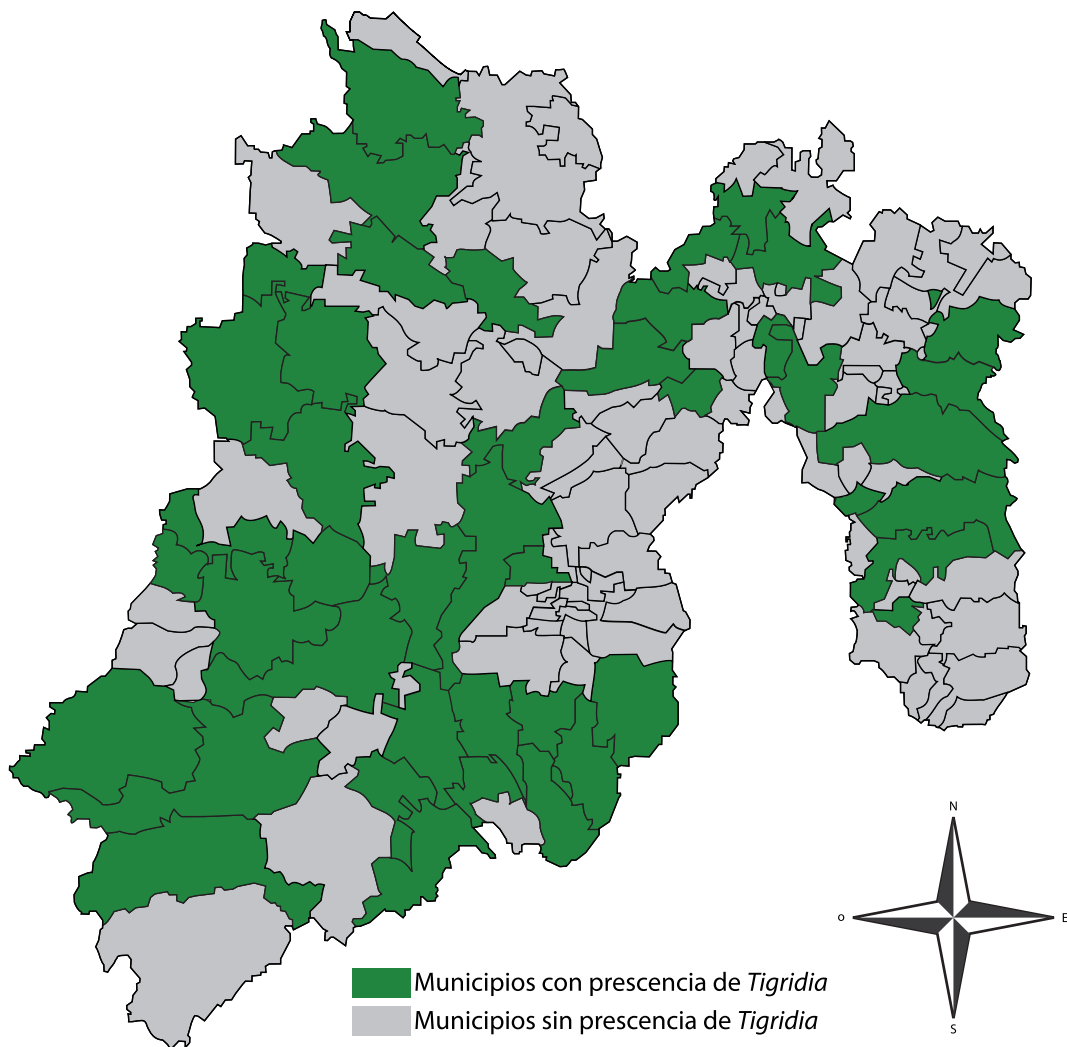 N
O
E
S
Municipios con prescencia de Tigridia
Municipios sin prescencia de Tigridia